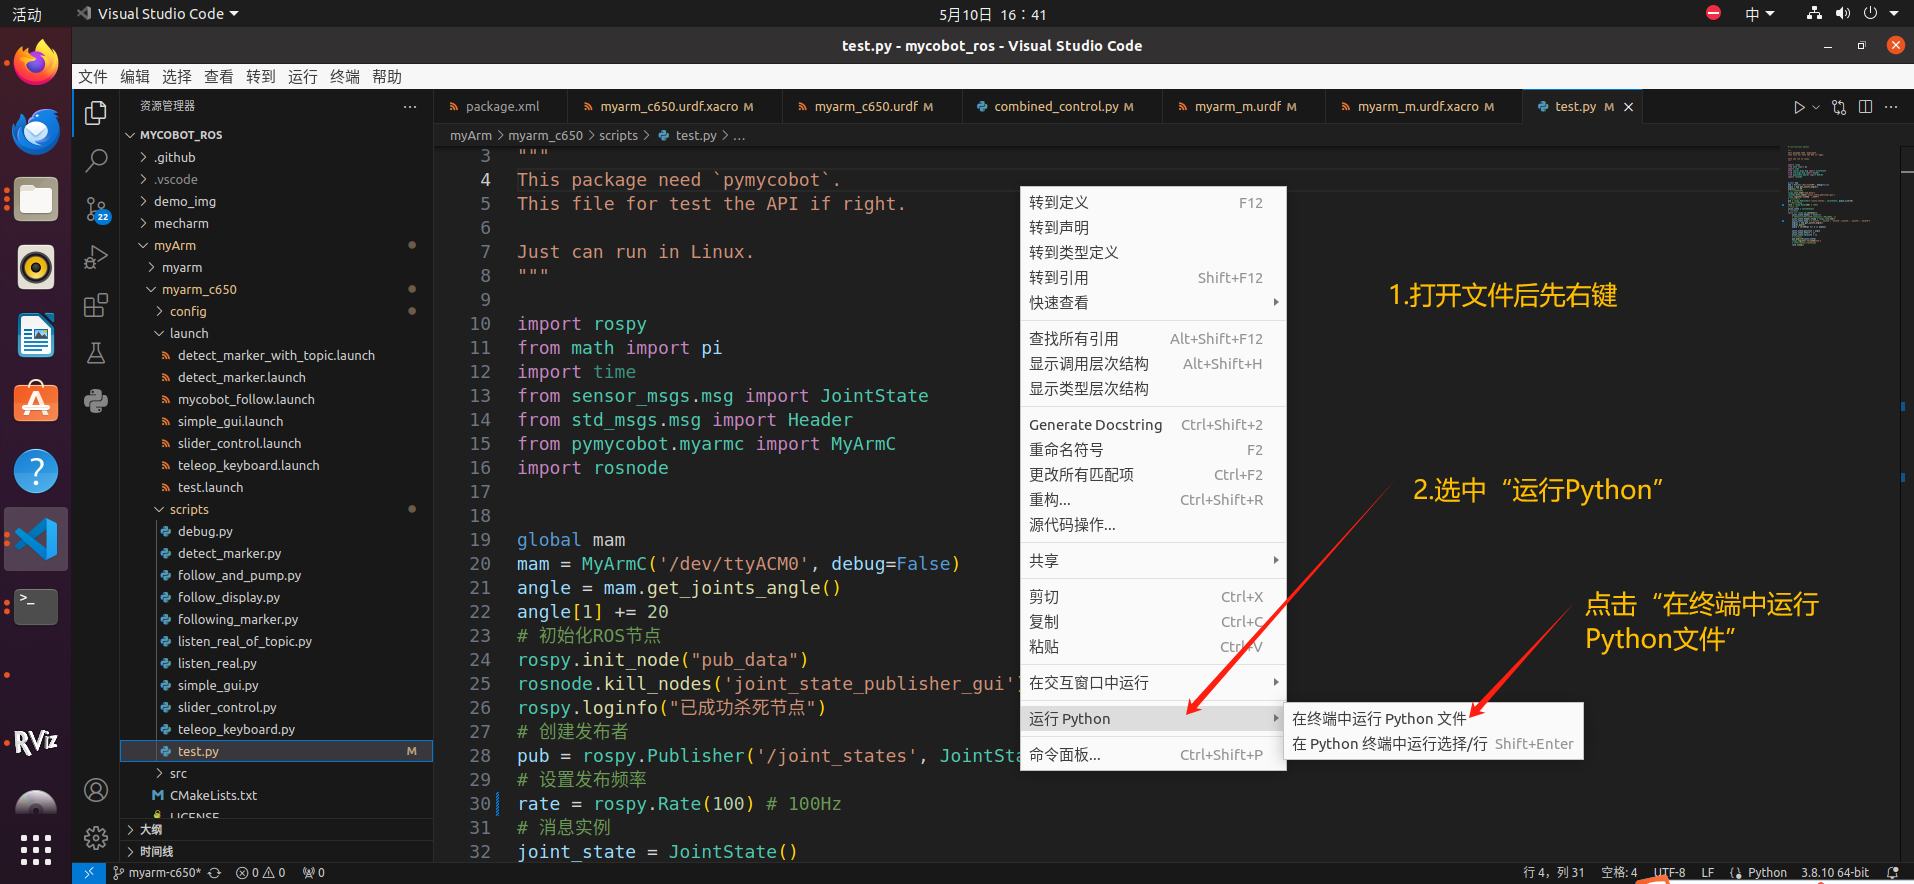 活动
Visual Studio Code
5月10日 16：41
中
test.py - mycobot_ros - Visual Studio Code
文件 编辑 选择 查看 转到 运行 终端 帮助
资源管理器
package.xml
myarm_c650.urdf.xacro M
myarm_c650.urdf M
combined_control.py M
myarm_m.urdf M
myarm_m.urdf.xacro M
test.py M
myArm > myarm_c650 > scripts > test.py > ...
MYCOBOT_ROS
.github
.vscode
demo_img
mecharm
myArm
myarm
myarm_c650
config
launch
detect_marker_with_topic.launch
detect_marker.launch
mycobot_follow.launch
simple_gui.launch
slider_control.launch
teleop_keyboard.launch
test.launch
scripts
debug.py
detect_marker.py
follow_and_pump.py
follow_display.py
following_marker.py
listen_real_of_topic.py
listen_real.py
simple_gui.py
slider_control.py
teleop_keyboard.py
test.py M
src
CMakeLists.txt
LICENSE
大纲
时间线
22
3 """
4 This package need `pymycobot`.
5 This file for test the API if right.
6
7 Just can run in Linux.
8 """
9
10 import rospy
11 from math import pi
12 import time
13 from sensor_msgs.msg import JointState
14 from std_msgs.msg import Header
15 from pymycobot.myarmc import MyArmC
16 import rosnode
17
18
19 global mam
20 mam = MyArmC('/dev/ttyACM0', debug=False)
21 angle = mam.get_joints_angle()
22 angle[1] += 20
23 # 初始化ROS节点
24 rospy.init_node("pub_data")
25 rosnode.kill_nodes('joint_state_publisher_gui')
26 rospy.loginfo("已成功杀死节点")
27 # 创建发布者
28 pub = rospy.Publisher('/joint_states', JointSta
29 # 设置发布频率
30 rate = rospy.Rate(100) # 100Hz
31 # 消息实例
32 joint_state = JointState()
转到定义 F12
转到声明
转到类型定义
转到引用 Shift+F12
快速查看
查找所有引用 Alt+Shift+F12
显示调用层次结构 Alt+Shift+H
显示类型层次结构
Generate Docstring Ctrl+Shift+2
重命名符号 F2
更改所有匹配项 Ctrl+F2
重构... Ctrl+Shift+R
源代码操作...
共享
剪切 Ctrl+X
复制 Ctrl+C
粘贴 Ctrl+V
在交互窗口中运行
运行 Python
命令面板... Ctrl+Shift+P
在终端中运行 Python 文件
在 Python 终端中运行选择/行 Shift+Enter
1.打开文件后先右键
2.选中“运行Python”
点击“在终端中运行
Python文件”
RViz
myarm-c650*
0 0
0
行 4，列 31 空格: 4 UTF-8 LF Python 3.8.10 64-bit